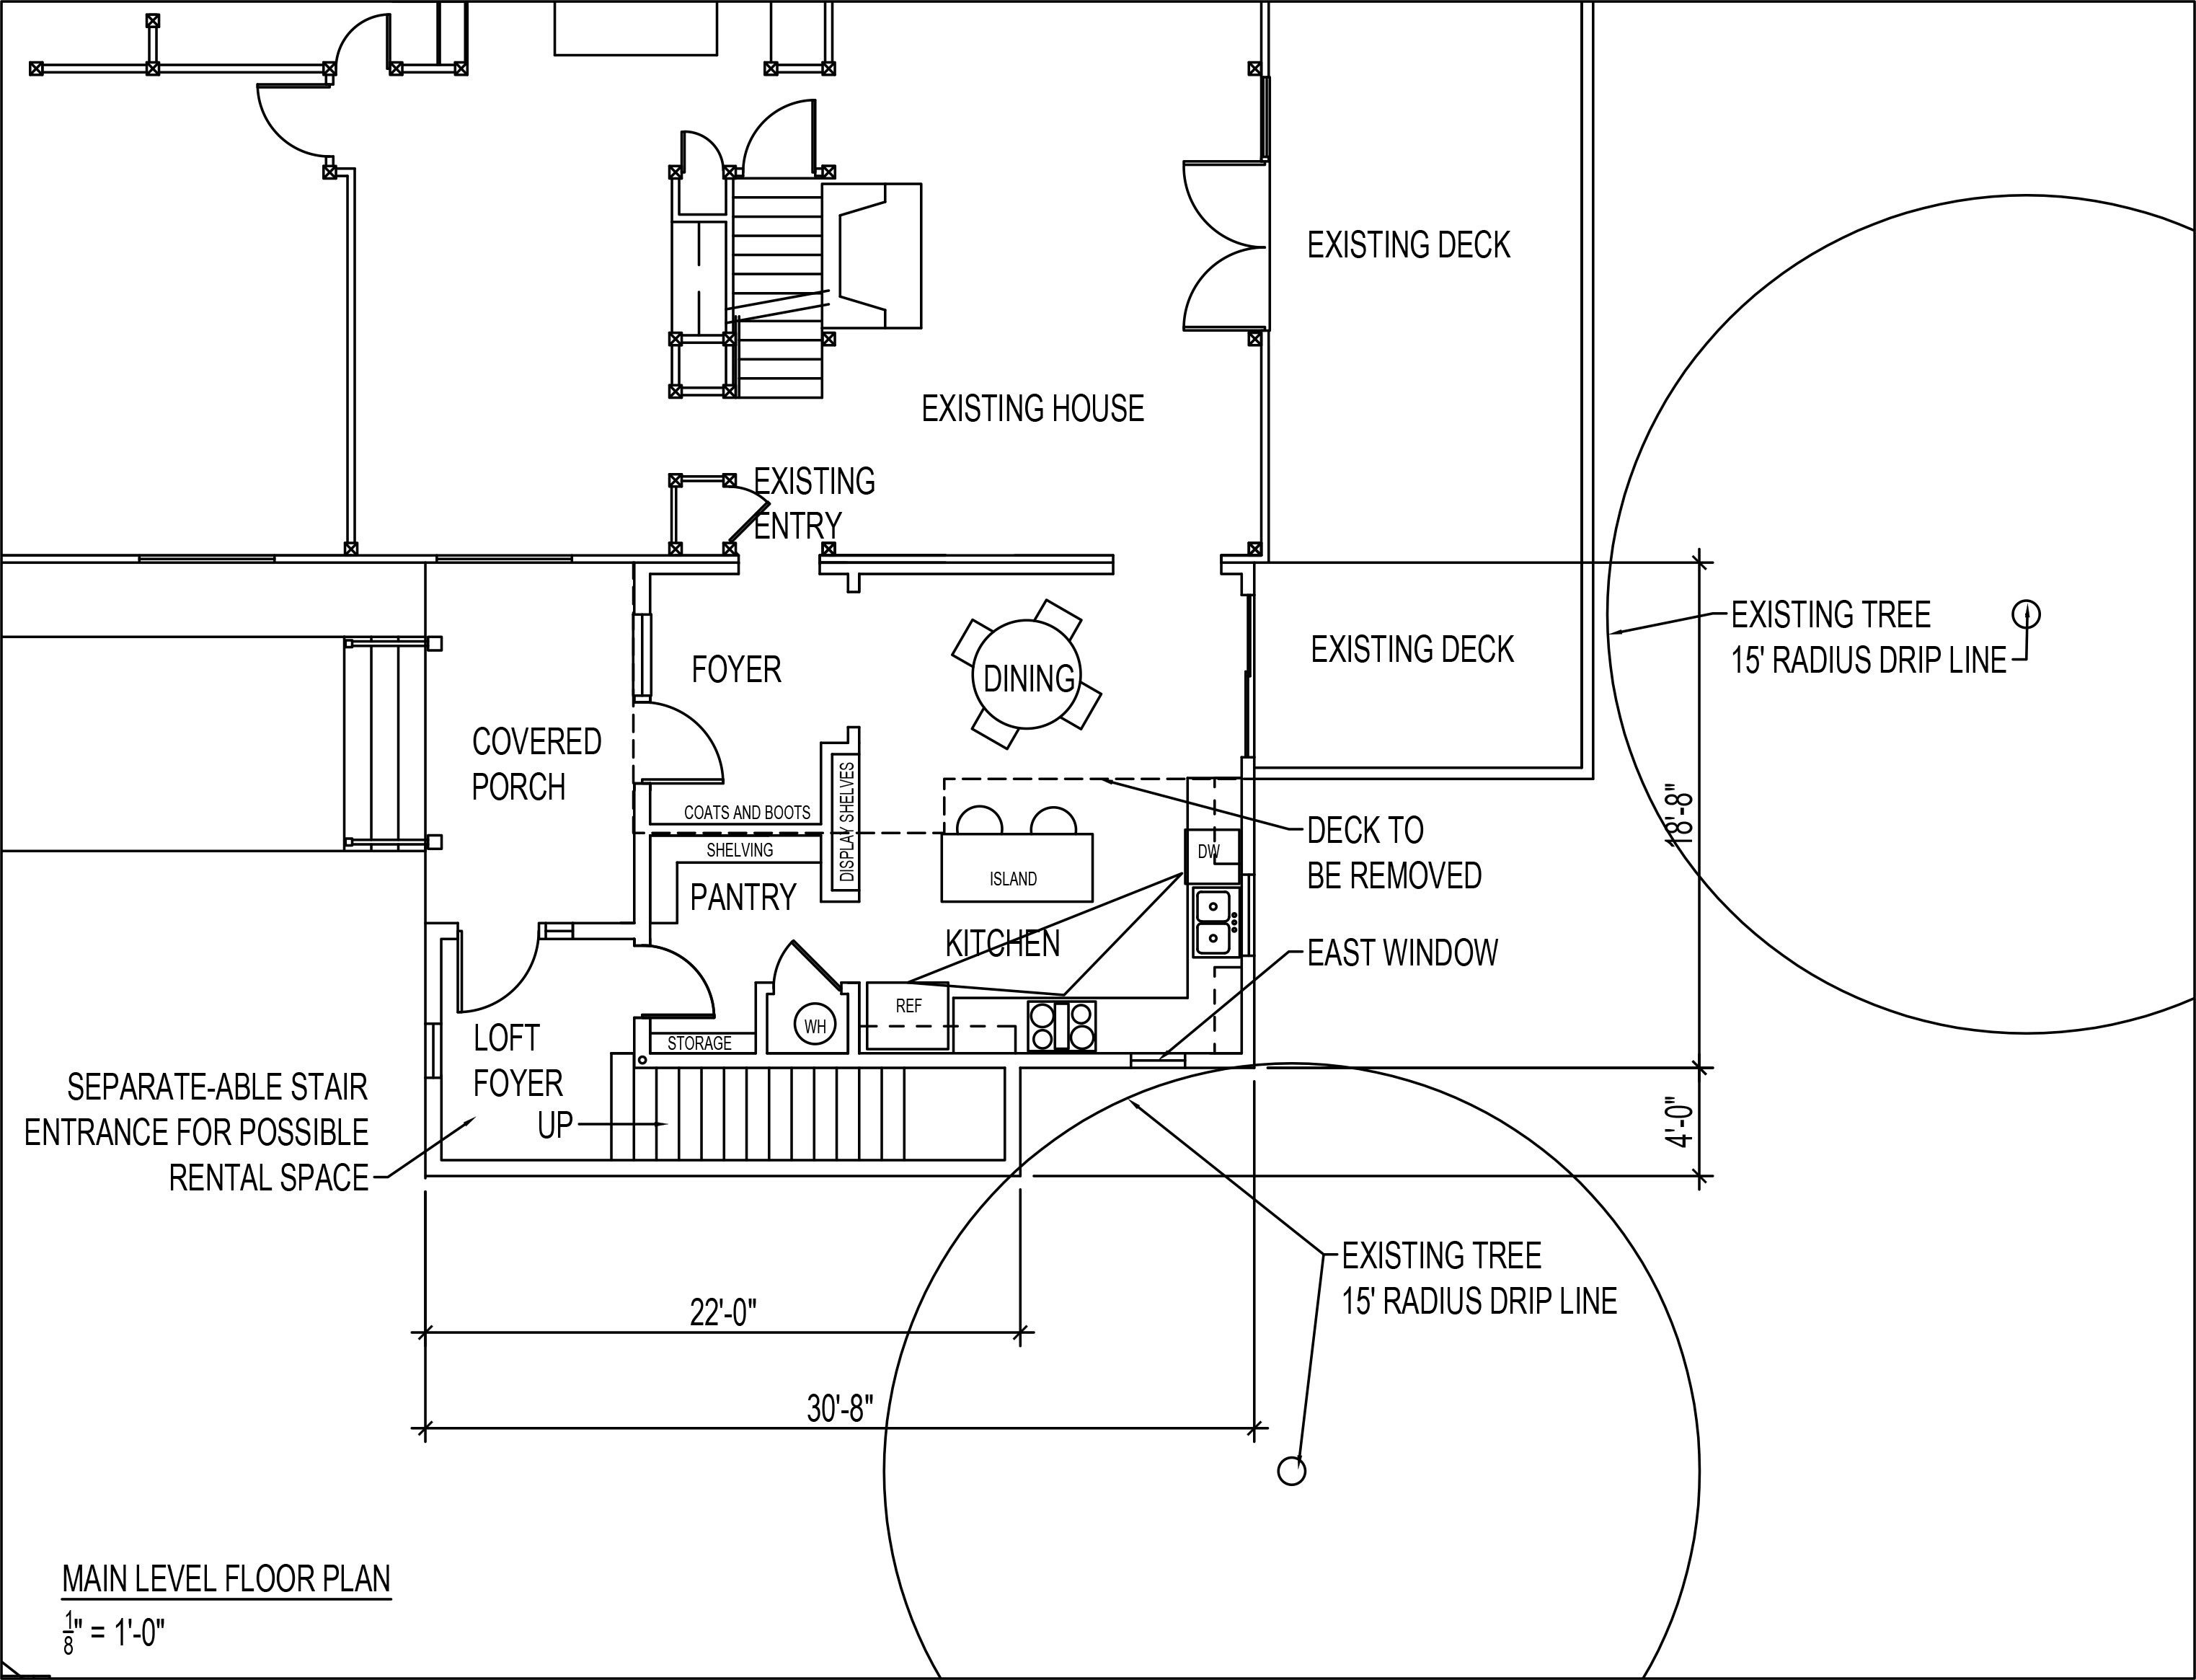 EXISTING DECK
EXISTING HOUSE
EXISTING
ENTRY
EXISTING TREE
15' RADIUS DRIP LINE
FOYER
DINING
EXISTING DECK
COVERED
PORCH
COATS AND BOOTS
DISPLAY SHELVES
SHELVING
PANTRY
ISLAND
DW
DECK TO
BE REMOVED
18'-8"
KITCHEN
EAST WINDOW
REF
WH
STORAGE
LOFT
FOYER
UP
SEPARATE-ABLE STAIR
ENTRANCE FOR POSSIBLE
RENTAL SPACE
4'-0"
EXISTING TREE
15' RADIUS DRIP LINE
22'-0"
30'-8"
MAIN LEVEL FLOOR PLAN
1/8" = 1'-0"